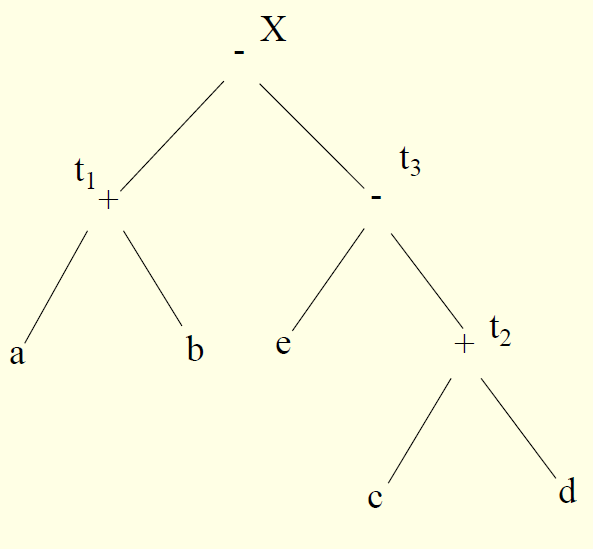 - X
t₁
+
t₃
-
a
b
e
+ t₂
c
d